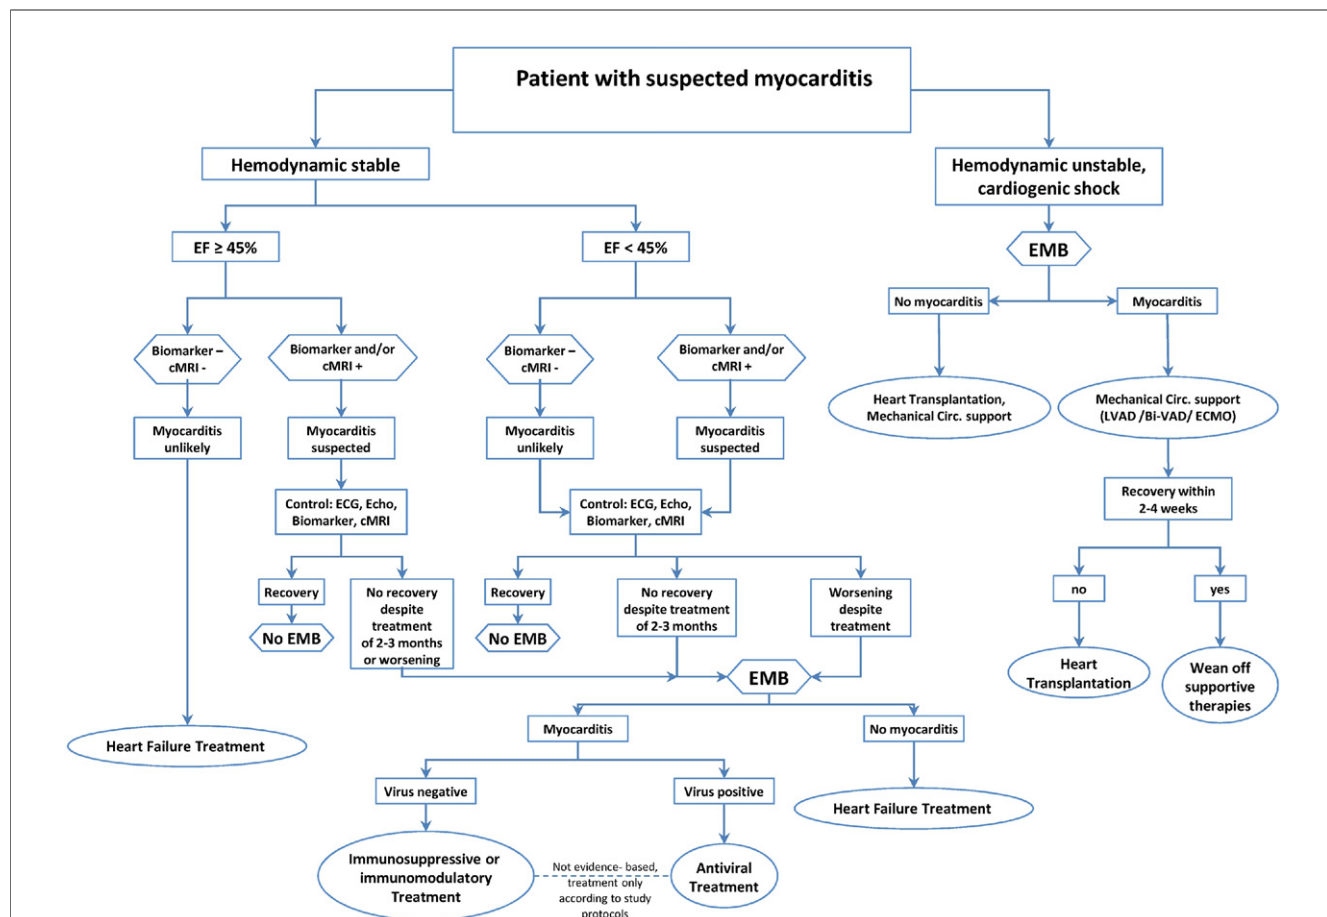 Patient with suspected myocarditis
Hemodynamic stable
Hemodynamic unstable,
cardiogenic shock
EF ≥ 45%
EF < 45%
EMB
No myocarditis
Myocarditis
Biomarker –
cMRI -
Biomarker and/or
cMRI +
Biomarker –
cMRI -
Biomarker and/or
cMRI +
Heart Transplantation,
Mechanical Circ. support
Mechanical Circ. support
(LVAD /Bi-VAD/ ECMO)
Myocarditis
unlikely
Myocarditis
suspected
Myocarditis
unlikely
Myocarditis
suspected
Control: ECG, Echo,
Biomarker, cMRI
Control: ECG, Echo,
Biomarker, cMRI
Recovery within
2-4 weeks
Recovery
No recovery
despite
treatment
of 2-3 months
or worsening
Recovery
No recovery
despite treatment
of 2-3 months
Worsening
despite
treatment
no
yes
No EMB
No EMB
EMB
Heart
Transplantation
Wean off
supportive
therapies
Heart Failure Treatment
Myocarditis
No myocarditis
Virus negative
Virus positive
Heart Failure Treatment
Immunosuppressive or
immunomodulatory
Treatment
Not evidence- based,
treatment only
according to study
protocols
Antiviral
Treatment